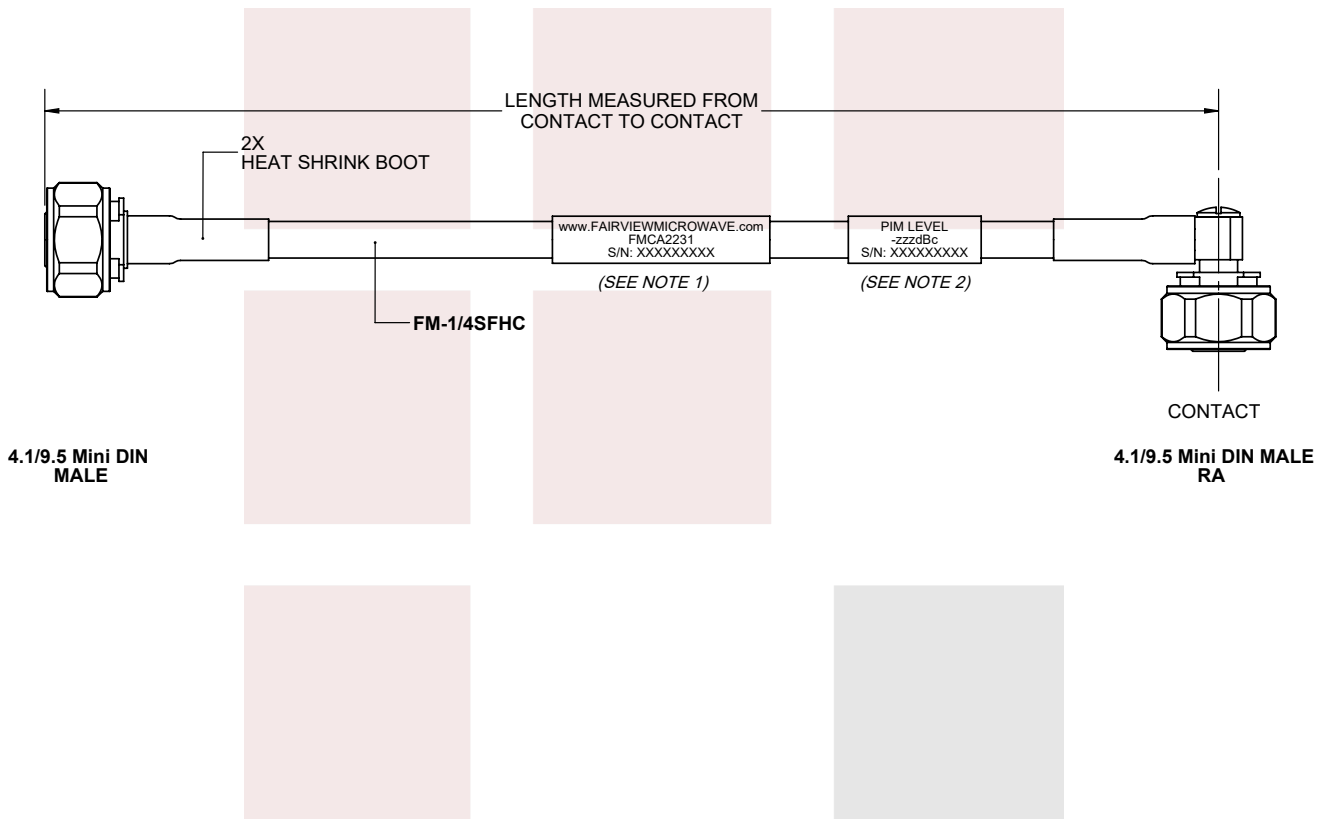 LENGTH MEASURED FROM
CONTACT TO CONTACT
2X
HEAT SHRINK BOOT
www.FAIRVIEWMICROWAVE.com
FMCA2231
S/N: XXXXXXXXX
PIM LEVEL
-zzzdBc
S/N: XXXXXXXXX
(SEE NOTE 1)
(SEE NOTE 2)
FM-1/4SFHC
CONTACT
4.1/9.5 Mini DIN
MALE
4.1/9.5 Mini DIN MALE
RA